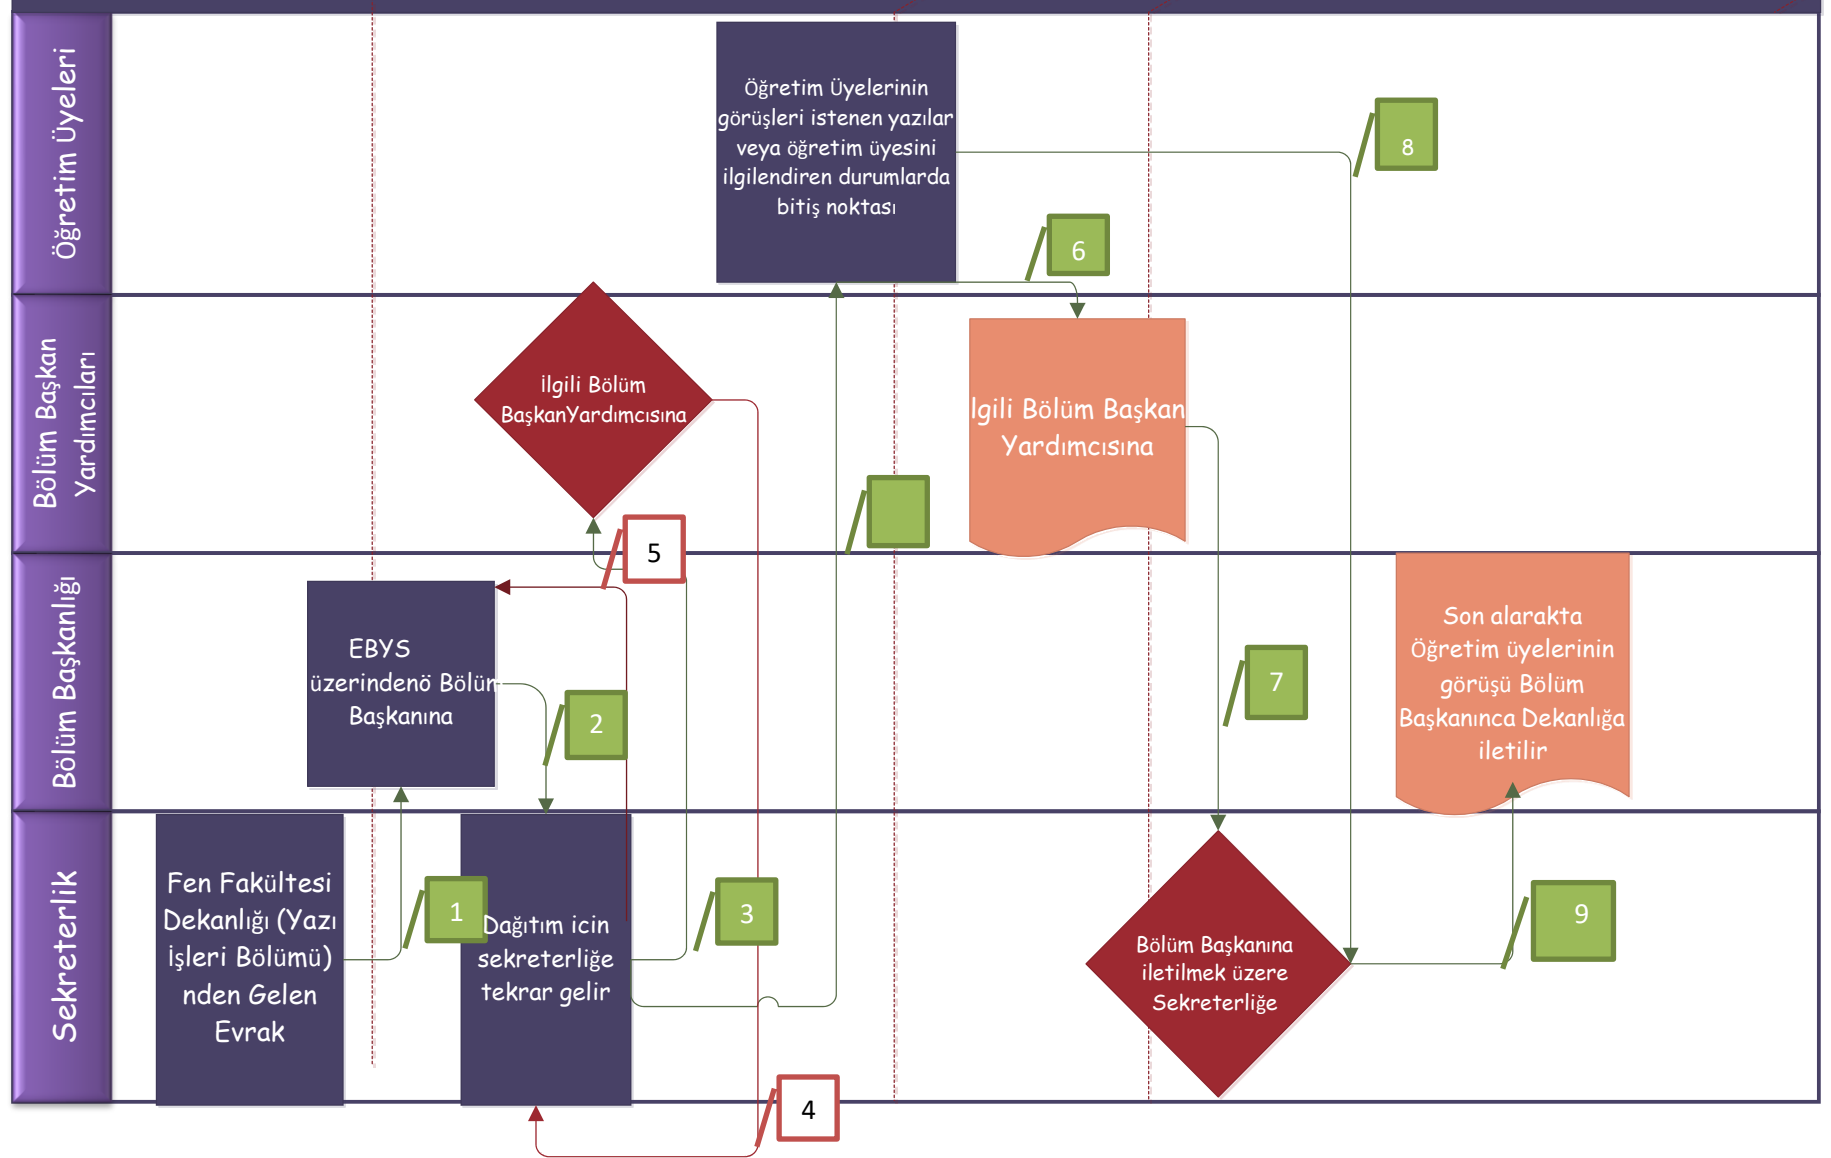 Öğretim Üyeleri
Öğretim Üyelerinin
görüşleri istenen yazılar
veya öğretim üyesini
ilgilendiren durumlarda
bitiş noktası
8
6
Bölüm Başkan
Yardımcıları
İlgili Bölüm
BaşkanYardımcısına
lgili Bölüm Başkan
Yardımcısına
5
Bölüm Başkanlığı
EBYS
üzerindenö Bölüm
Başkanına
2
7
Son alarakta
Öğretim üyelerinin
görüşü Bölüm
Başkanınca Dekanlığa
iletilir
Sekreterlik
Fen Fakültesi
Dekanlığı (Yazı
İşleri Bölümü)
nden Gelen
Evrak
1
Dağıtım icin
sekreterliğe
tekrar gelir
3
Bölüm Başkanına
iletilmek üzere
Sekreterliğe
9
4